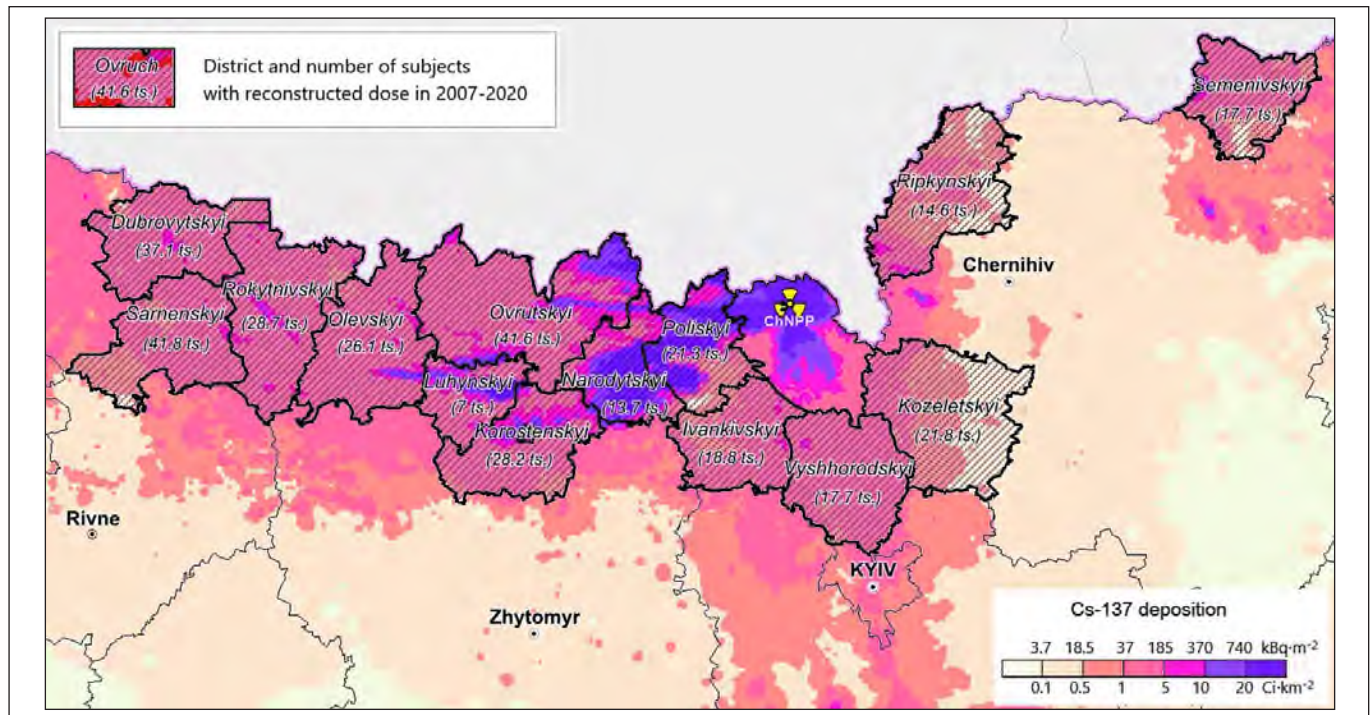 Ovruch
(41.6 ts.)
District and number of subjects
with reconstructed dose in 2007-2020
Semenivskyi
(17.7 ts.)
Ripkynskyi
(14.6 ts.)
Chernihiv
Dubrovytskyi
(37.1 ts.)
Sarnenskyi
(41.8 ts.)
Rokytnivskyi
(28.7 ts.)
Olevskyi
(26.1 ts.)
Ovrutskyi
(41.6 ts.)
Poliskyi
(21.3 ts.)
ChNPP
Luhynskyi
(7 ts.)
Narodytskyi
(13.7 ts.)
Korostenskyi
(28.2 ts.)
Ivankivskyi
(18.8 ts.)
Kozeletskyi
(21.8 ts.)
Vyshhorodskyi
(17.7 ts.)
Rivne
Zhytomyr
KYIV
Cs-137 deposition
3.7 18.5 37 185 370 740 kBq·m⁻²
0.1 0.5 1 5 10 20 Ci·km⁻²